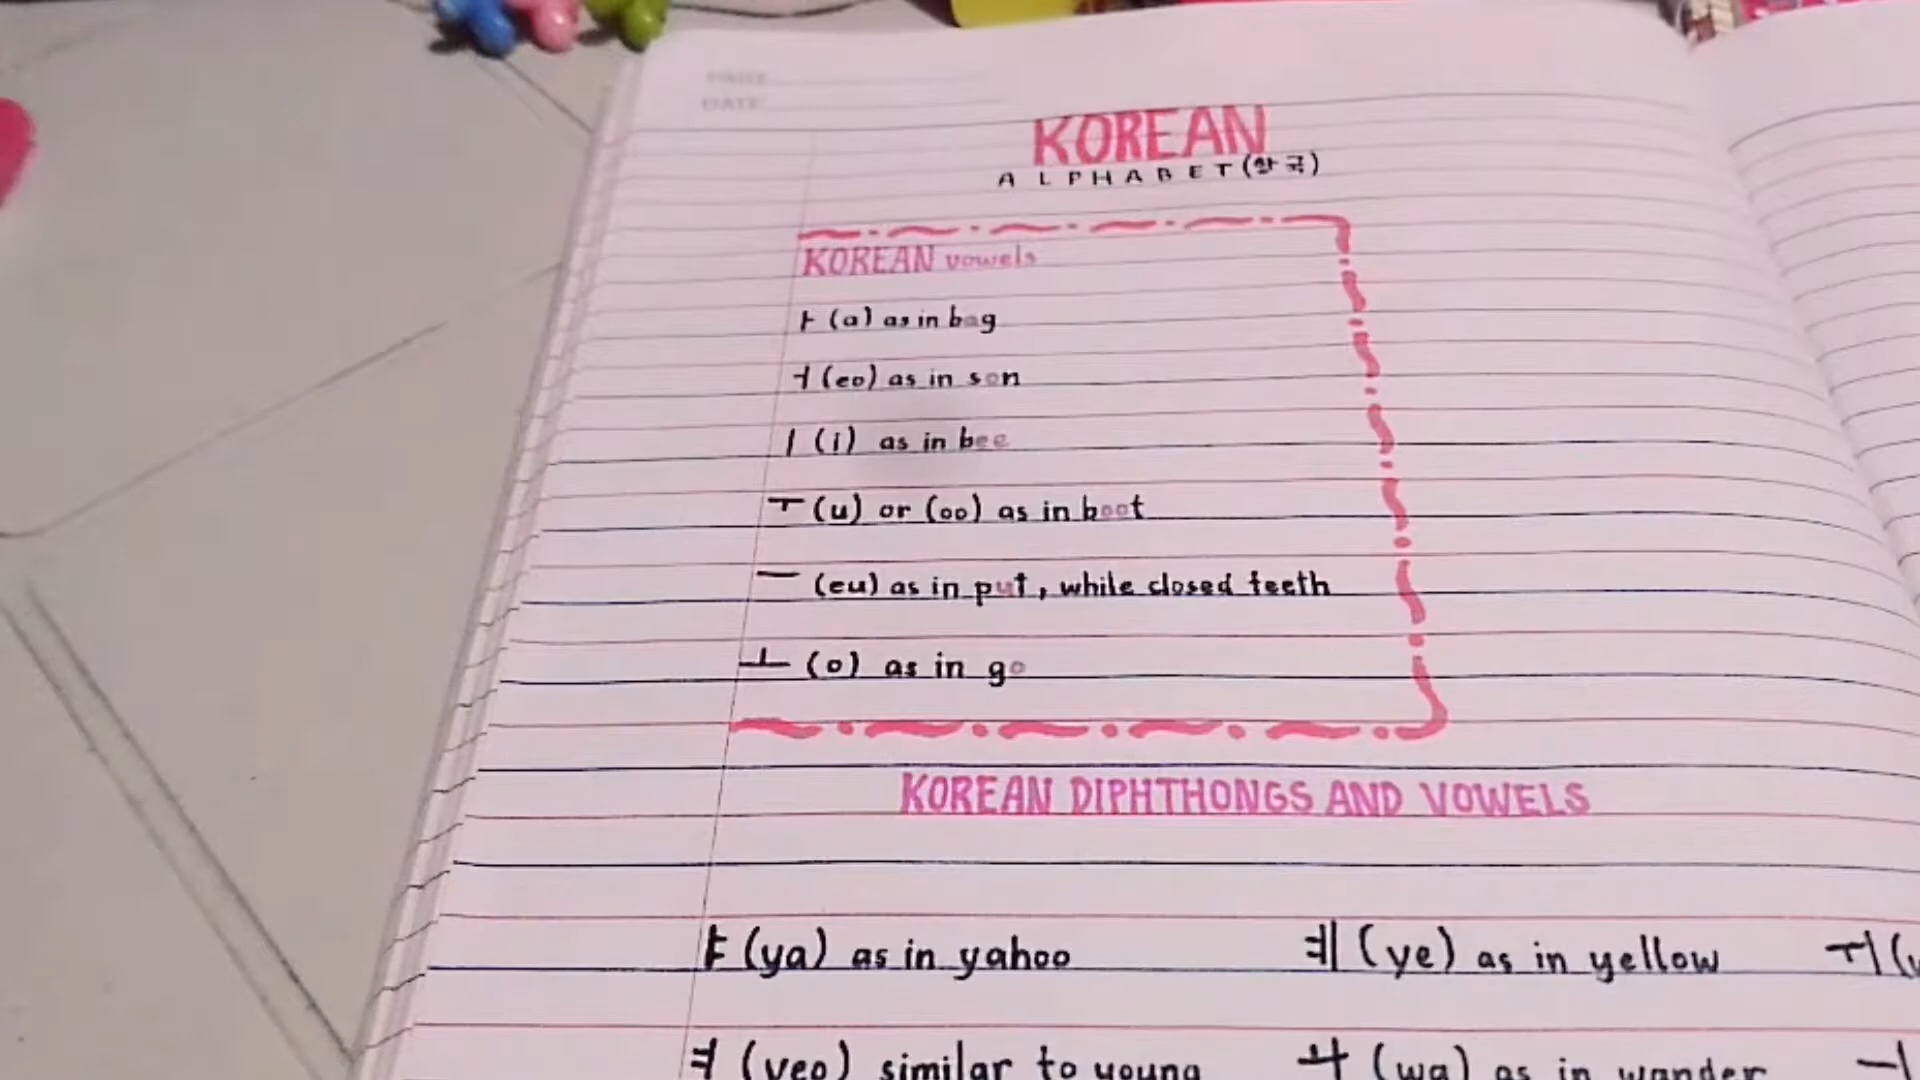 PAGE
DATE
KOREAN
ALPHABET(한국)
KOREAN vowels
ㅏ (a) as in bag
ㅓ (eo) as in son
ㅣ (i) as in bee
ㅜ (u) or (oo) as in boot
ㅡ (eu) as in put, while closed teeth
ㅗ (o) as in go
KOREAN DIPHTHONGS AND VOWELS
ㅑ (ya) as in yahoo ㅖ (ye) as in yellow ㅟ (
ㅕ (yeo) similar to young ㅘ (wa) as in wander